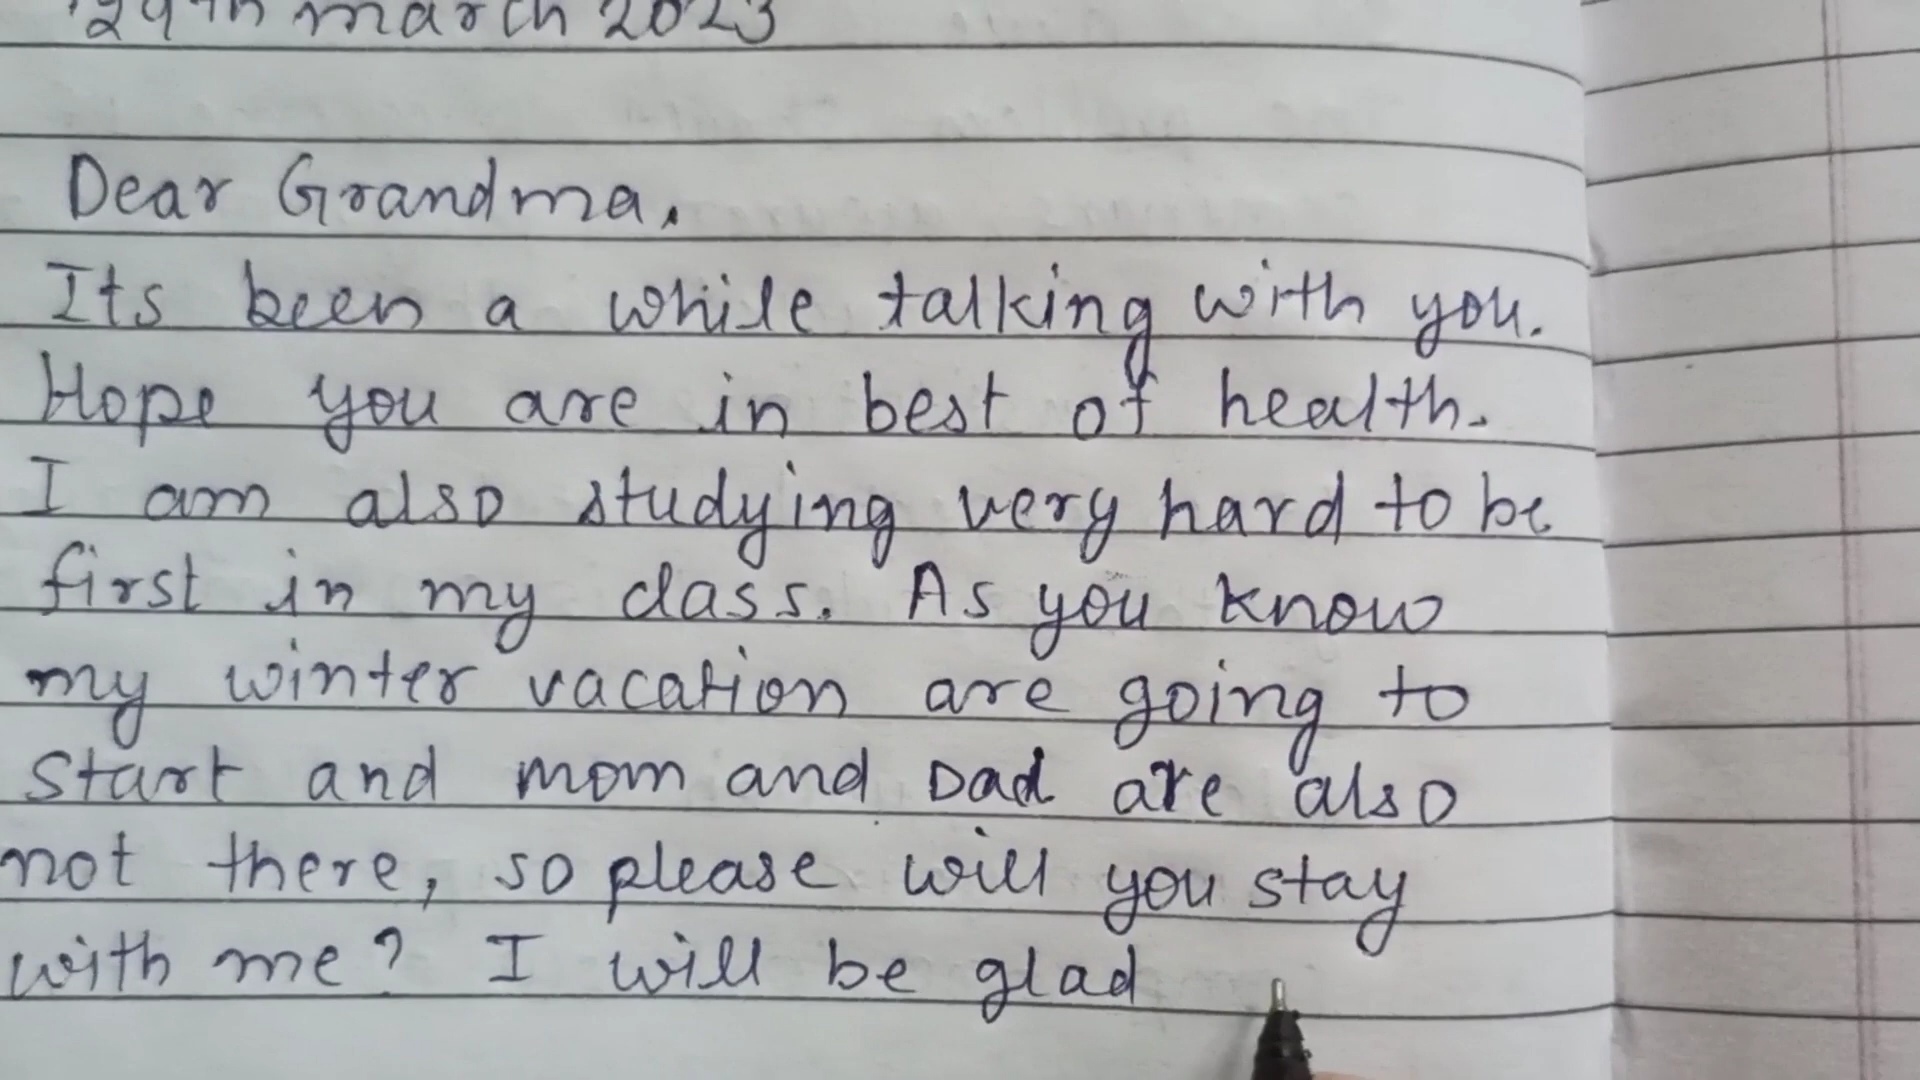 29th march 2023
Dear Grandma,
Its been a while talking with you.
Hope you are in best of health.
I am also studying very hard to be
first in my class. As you know
my winter vacation are going to
start and mom and Dad are also
not there, so please will you stay
with me? I will be glad